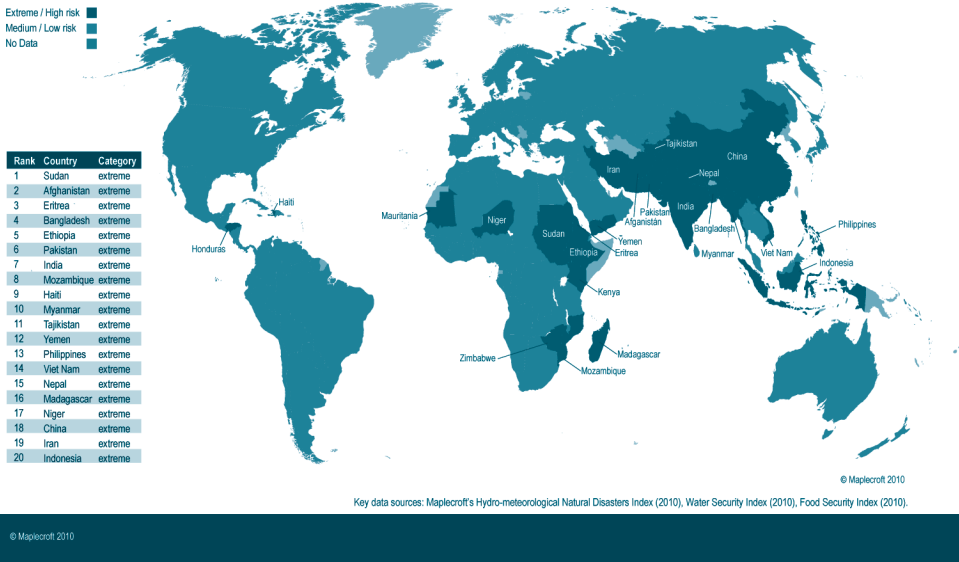 Extreme / High risk
Medium / Low risk
No Data
Rank Country Category
1 Sudan extreme
2 Afghanistan extreme
3 Eritrea extreme
4 Bangladesh extreme
5 Ethiopia extreme
6 Pakistan extreme
7 India extreme
8 Mozambique extreme
9 Haiti extreme
10 Myanmar extreme
11 Tajikistan extreme
12 Yemen extreme
13 Philippines extreme
14 Viet Nam extreme
15 Nepal extreme
16 Madagascar extreme
17 Niger extreme
18 China extreme
19 Iran extreme
20 Indonesia extreme
Haiti
Honduras
Mauritania
Niger
Sudan
Ethiopia
Yemen
Eritrea
Kenya
Zimbabwe
Mozambique
Madagascar
Iran
Tajikistan
China
Nepal
India
Pakistan
Afganistán
Bangladesh
Myanmar
Viet Nam
Philippines
Indonesia
© Maplecroft 2010
Key data sources: Maplecroft's Hydro-meteorological Natural Disasters Index (2010), Water Security Index (2010), Food Security Index (2010).
© Maplecroft 2010